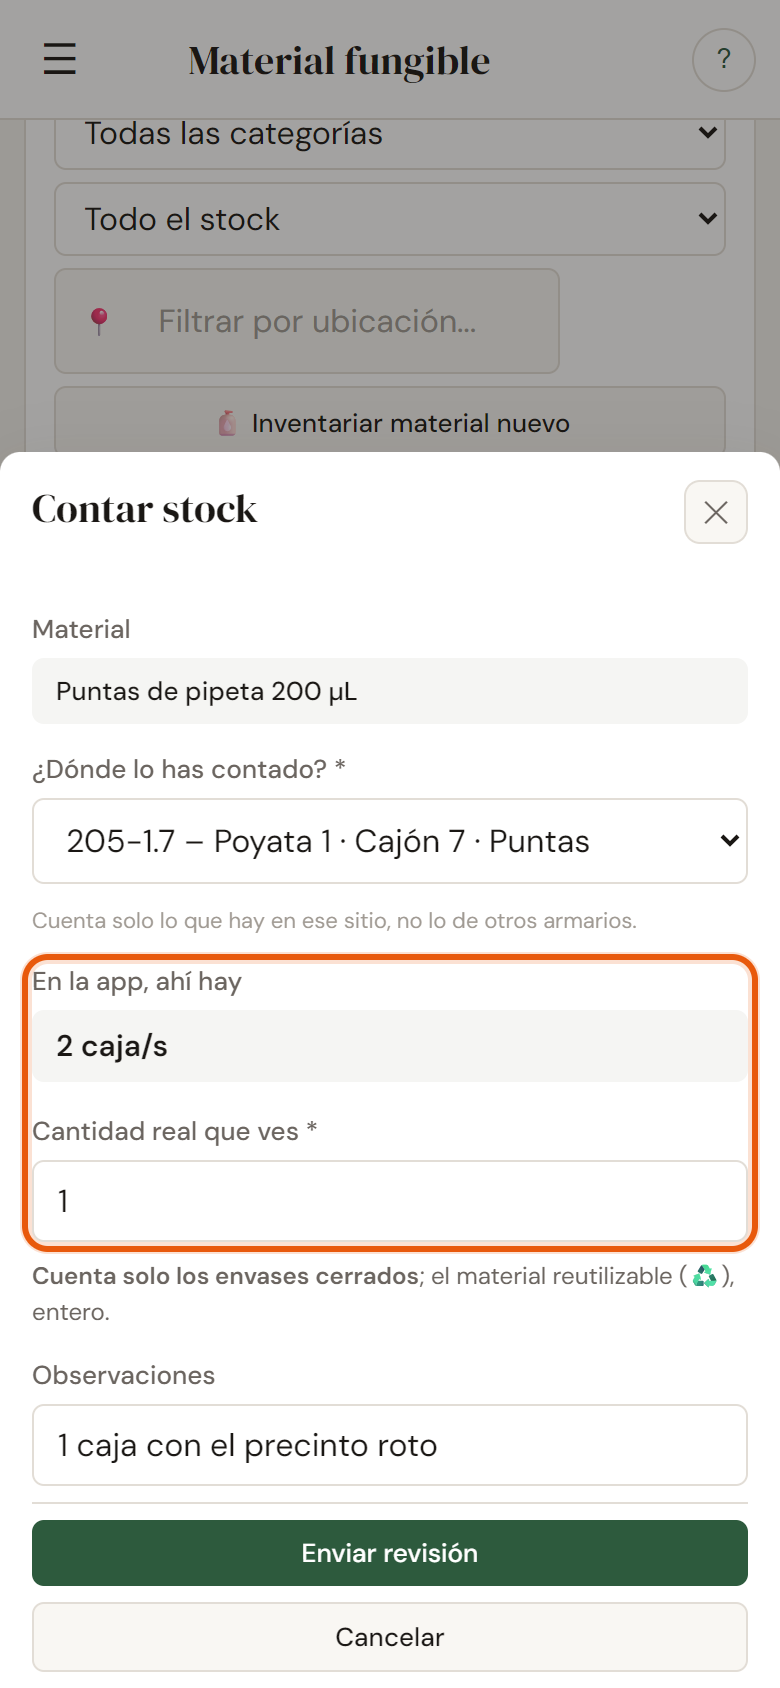 Material fungible
?
Todas las categorías
Todo el stock
Filtrar por ubicación...
Inventariar material nuevo
Contar stock
Material
Puntas de pipeta 200 µL
¿Dónde lo has contado? *
205-1.7 – Poyata 1 · Cajón 7 · Puntas
Cuenta solo lo que hay en ese sitio, no lo de otros armarios.
En la app, ahí hay
2 caja/s
Cantidad real que ves *
1
Cuenta solo los envases cerrados; el material reutilizable (♻️),
entero.
Observaciones
1 caja con el precinto roto
Enviar revisión
Cancelar